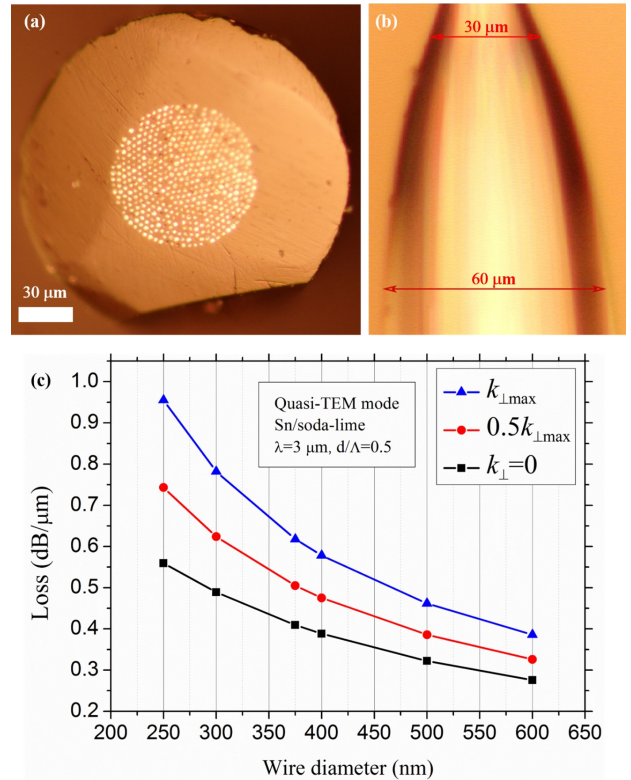 (a)
30 μm
(b)
30 μm
60 μm
(c)
Quasi-TEM mode
Sn/soda-lime
λ=3 μm, d/Λ=0.5
k⊥max
0.5k⊥max
k⊥=0
Loss (dB/μm)
1.0
0.9
0.8
0.7
0.6
0.5
0.4
0.3
0.2
200 250 300 350 400 450 500 550 600 650
Wire diameter (nm)